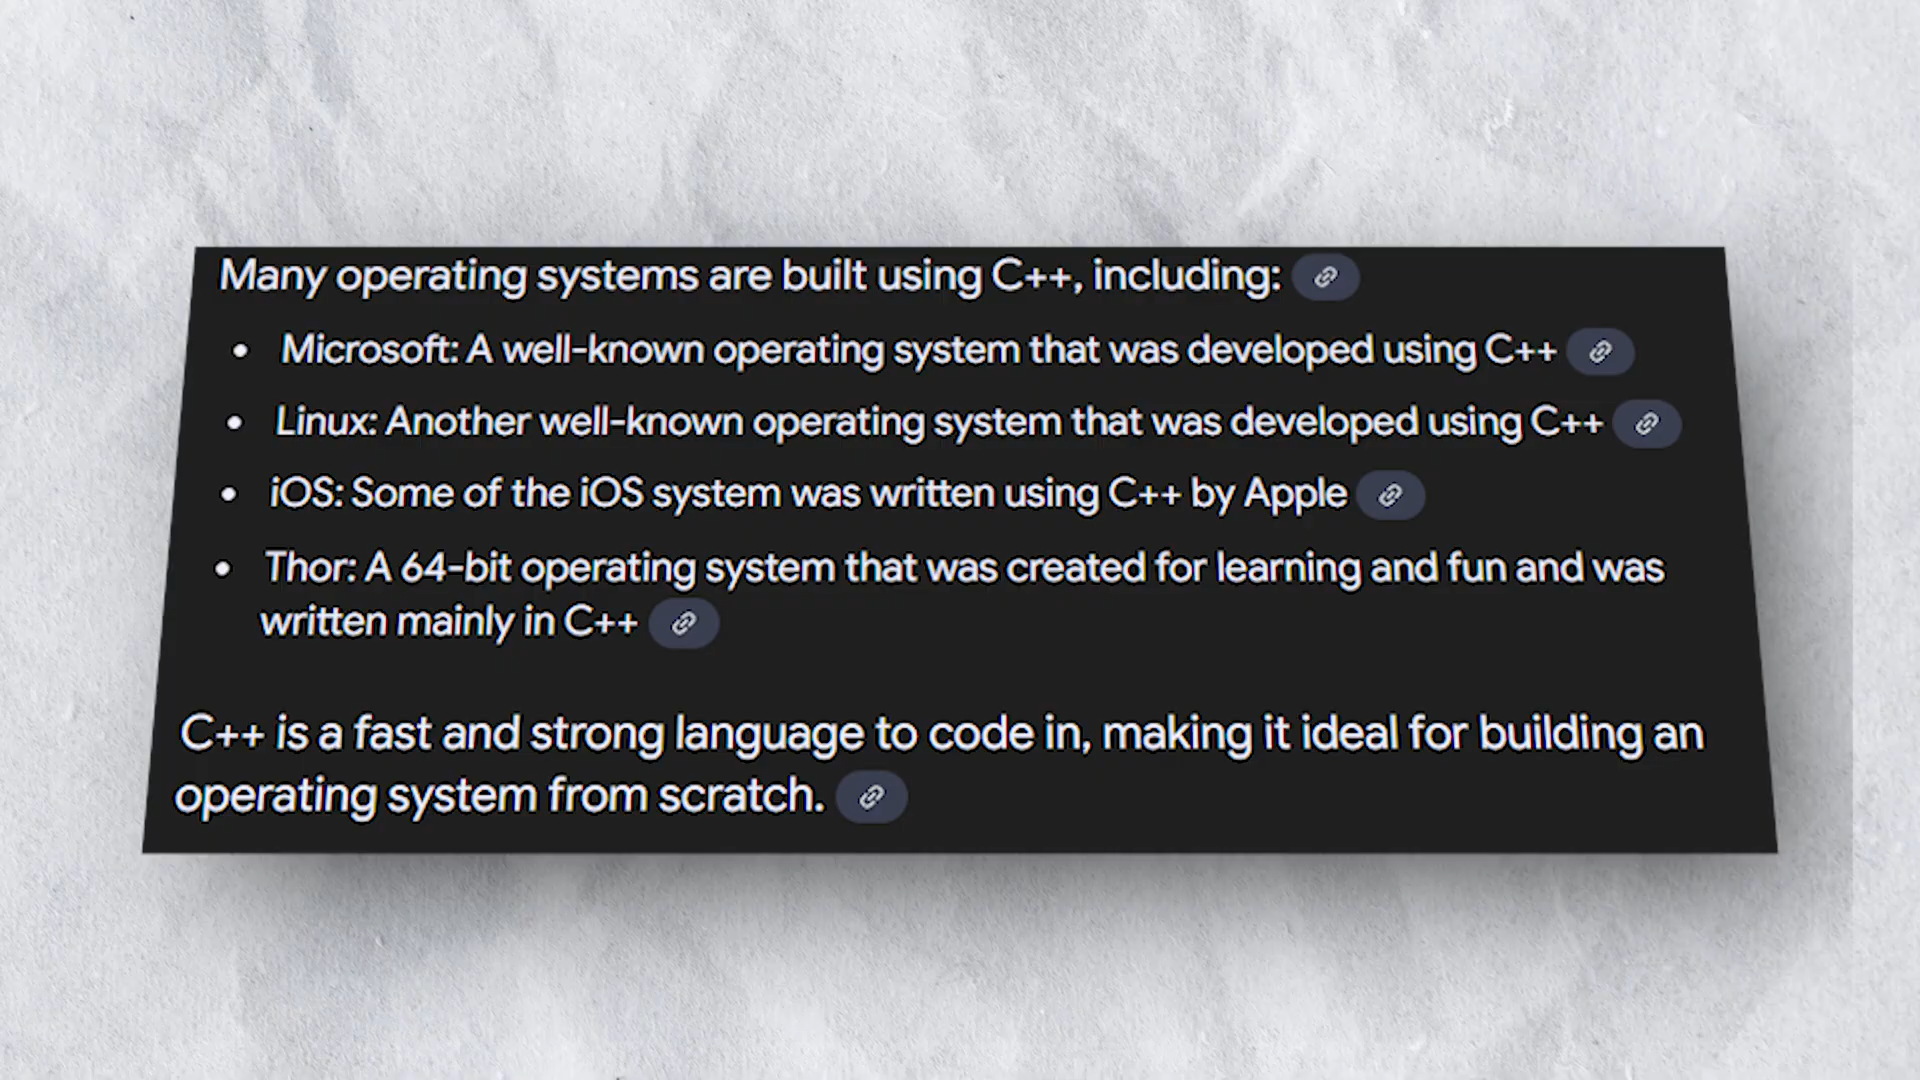 Many operating systems are built using C++, including:
• Microsoft: A well-known operating system that was developed using C++
• Linux: Another well-known operating system that was developed using C++
• iOS: Some of the iOS system was written using C++ by Apple
• Thor: A 64-bit operating system that was created for learning and fun and was
written mainly in C++
C++ is a fast and strong language to code in, making it ideal for building an
operating system from scratch.